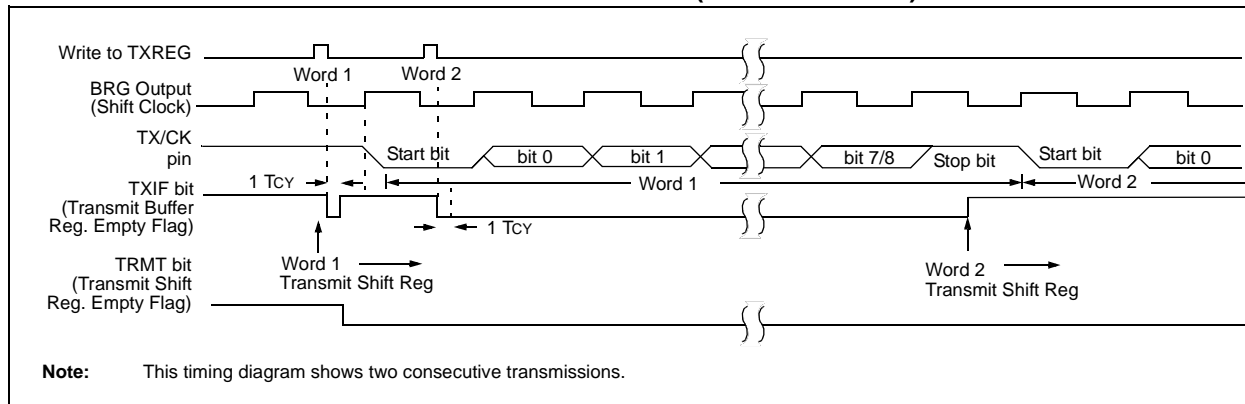 Write to TXREG
Word 1
Word 2
BRG Output
(Shift Clock)
TX/CK
pin
Start bit
bit 0
bit 1
bit 7/8
Stop bit
Start bit
bit 0
1 TCY
Word 1
Word 2
TXIF bit
(Transmit Buffer
Reg. Empty Flag)
1 TCY
Word 1
Transmit Shift Reg
Word 2
Transmit Shift Reg
TRMT bit
(Transmit Shift
Reg. Empty Flag)
Note: This timing diagram shows two consecutive transmissions.